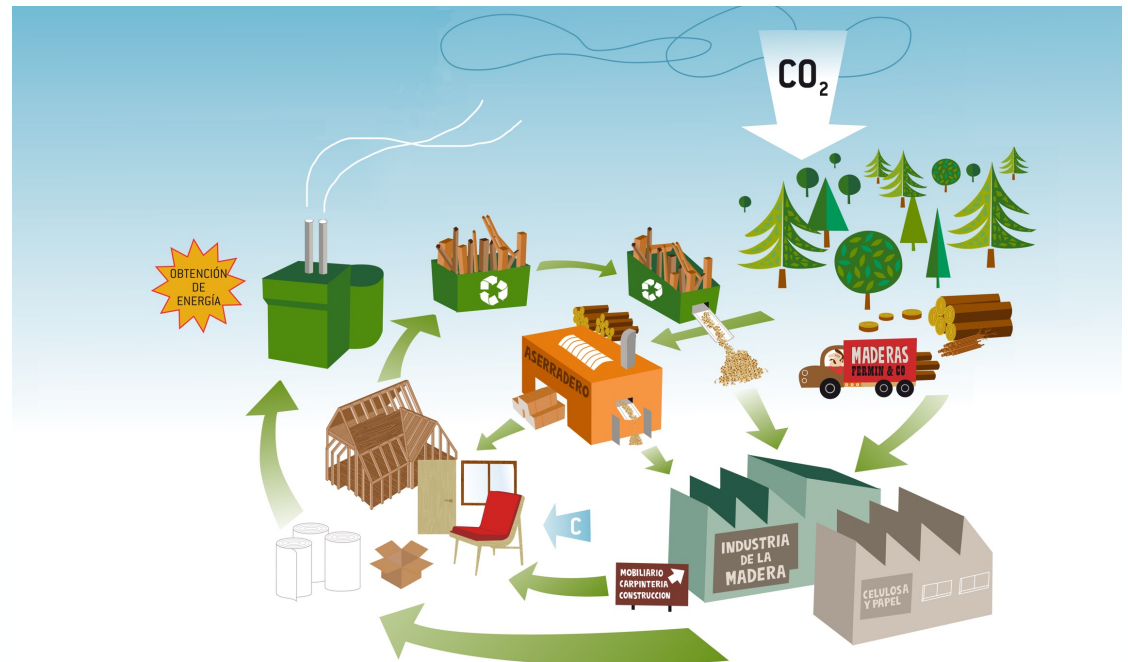 CO₂
OBTENCIÓN
DE
ENERGÍA
ASERRADERO
MADERAS
FERMIN & CO
C
INDUSTRIA
DE LA
MADERA
MOBILIARIO
CARPINTERIA
CONSTRUCCION
CELULOSA
Y PAPEL